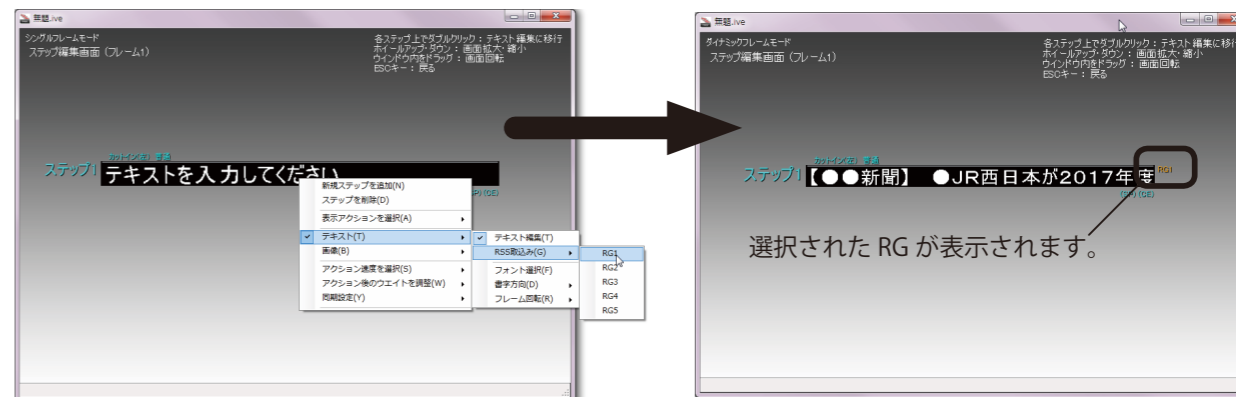 無題.ive
シングルフレームモード
ステップ編集画面（フレーム1）
各ステップ上でダブルクリック：テキスト編集に移行
ホイールアップ・ダウン：画面拡大・縮小
ウインドウ内をドラッグ：画面回転
ESCキー：戻る
カットイン(左) 普通
ステップ1 テキストを入力してください
新規ステップを追加(N)
ステップを削除(D)
表示アクションを選択(A)
テキスト(T)
画像(B)
アクション速度を選択(S)
アクション後のウエイトを調整(W)
同期設定(Y)
テキスト編集(T)
RSS取込み(G)
フォント選択(F)
書字方向(D)
フレーム回転(R)
RG1
RG2
RG3
RG4
RG5
無題.ive
ダイナミックフレームモード
ステップ編集画面（フレーム1）
各ステップ上でダブルクリック：テキスト編集に移行
ホイールアップ・ダウン：画面拡大・縮小
ウインドウ内をドラッグ：画面回転
ESCキー：戻る
カットイン(左) 普通
ステップ1 【●●新聞】 ●JR西日本が2017年度 RG1
選択された RG が表示されます。